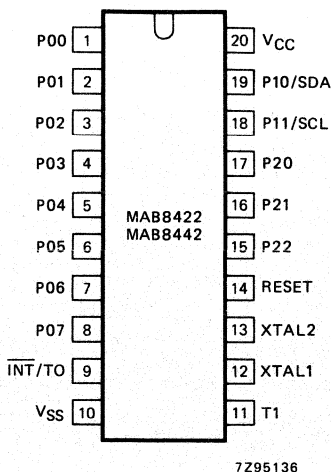 P00 1 20 VCC
P01 2 19 P10/SDA
P02 3 18 P11/SCL
P03 4 17 P20
P04 5 16 P21
MAB8422
MAB8442
P05 6 15 P22
P06 7 14 RESET
P07 8 13 XTAL2
INT/TO 9 12 XTAL1
VSS 10 11 T1
7Z95136